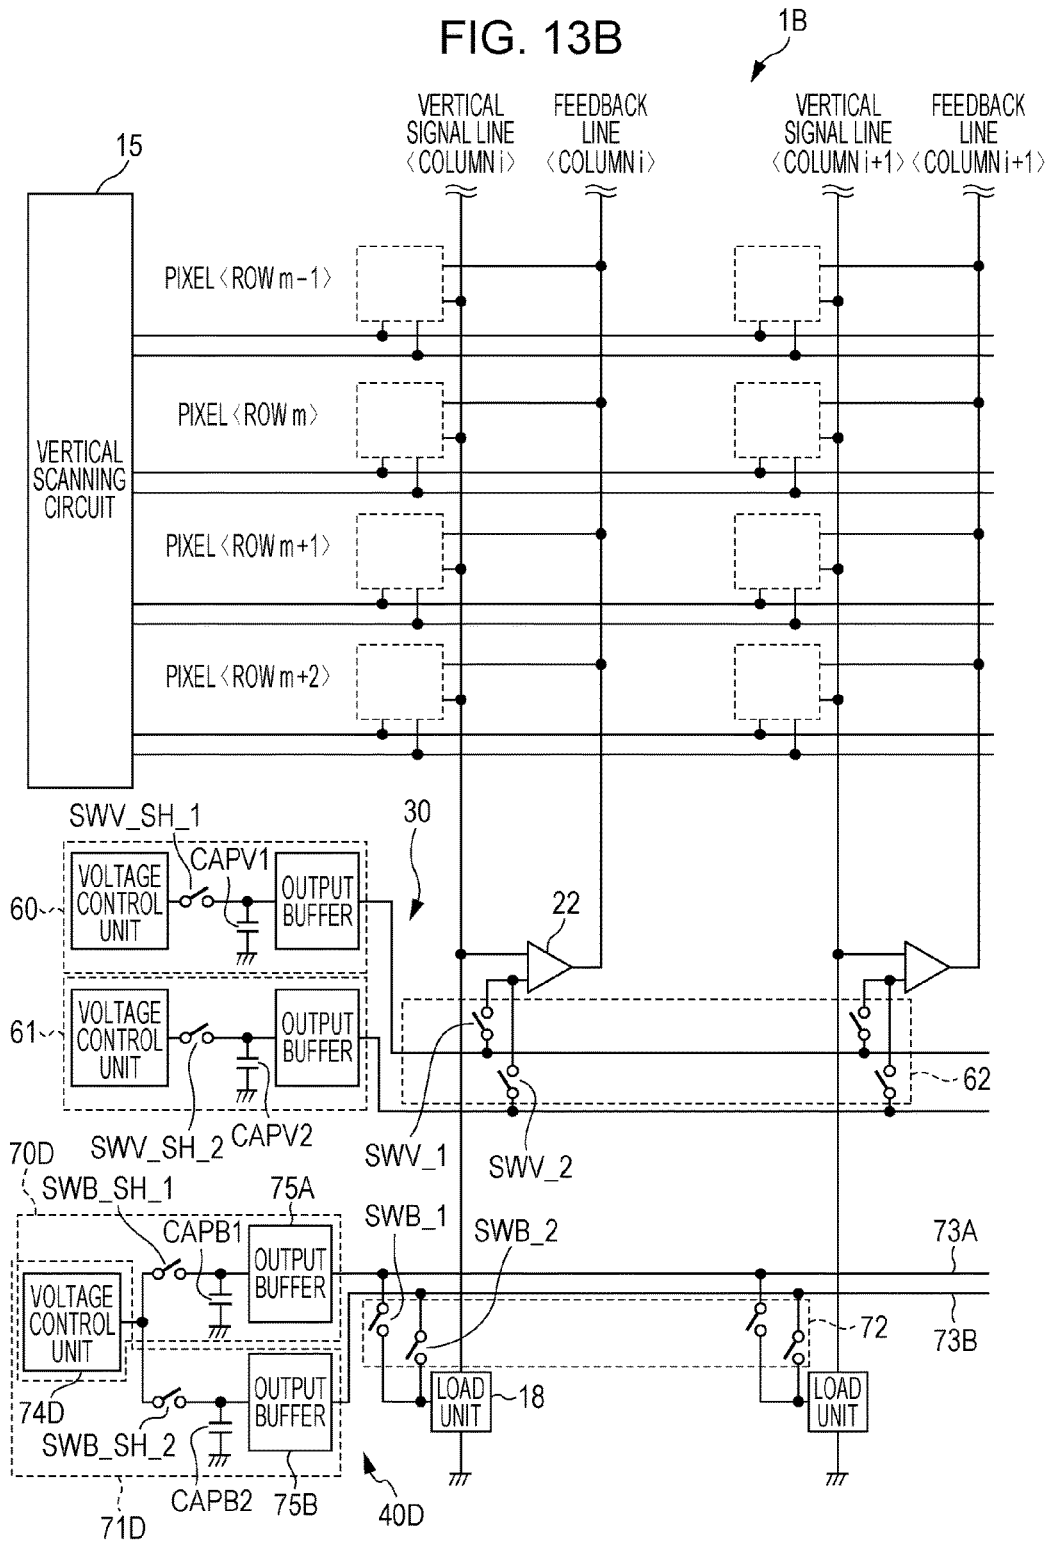 FIG. 13B
1B
VERTICAL
SIGNAL LINE
〈COLUMN i〉
FEEDBACK
LINE
〈COLUMN i〉
VERTICAL
SIGNAL LINE
〈COLUMN i+1〉
FEEDBACK
LINE
〈COLUMN i+1〉
15
VERTICAL
SCANNING
CIRCUIT
PIXEL〈ROW m−1〉
PIXEL〈ROW m〉
PIXEL〈ROW m+1〉
PIXEL〈ROW m+2〉
SWV_SH_1
30
CAPV1
VOLTAGE
CONTROL
UNIT
OUTPUT
BUFFER
60
22
61
VOLTAGE
CONTROL
UNIT
OUTPUT
BUFFER
62
SWV_SH_2
CAPV2
SWV_1
SWV_2
70D
SWB_SH_1
75A
CAPB1
SWB_1
SWB_2
73A
VOLTAGE
CONTROL
UNIT
OUTPUT
BUFFER
72
73B
74D
OUTPUT
BUFFER
LOAD
UNIT
18
LOAD
UNIT
SWB_SH_2
CAPB2
75B
40D
71D